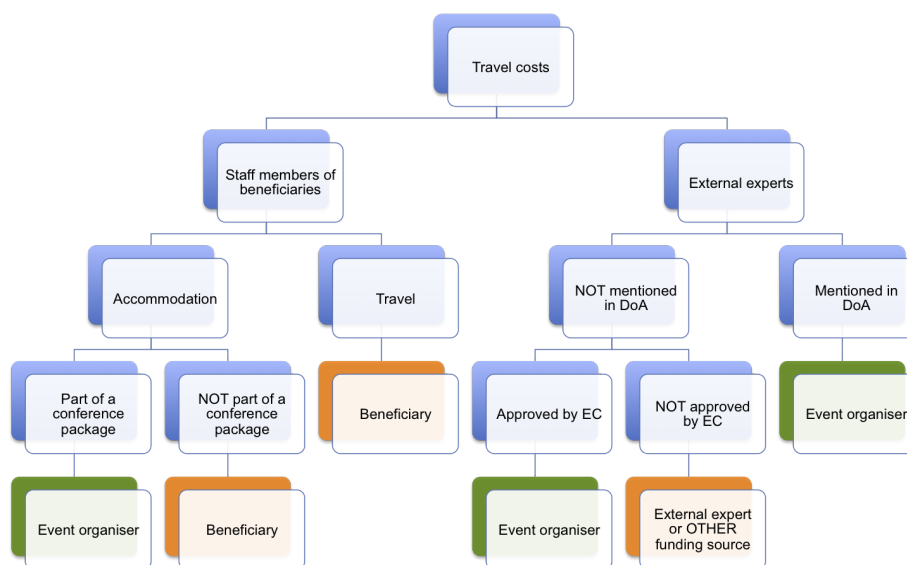 Travel costs
Staff members of
beneficiaries
External experts
Accommodation
Travel
NOT mentioned
in DoA
Mentioned in
DoA
Part of a
conference
package
NOT part of a
conference
package
Beneficiary
Approved by EC
NOT approved
by EC
Event organiser
Event organiser
Beneficiary
Event organiser
External expert
or OTHER
funding source